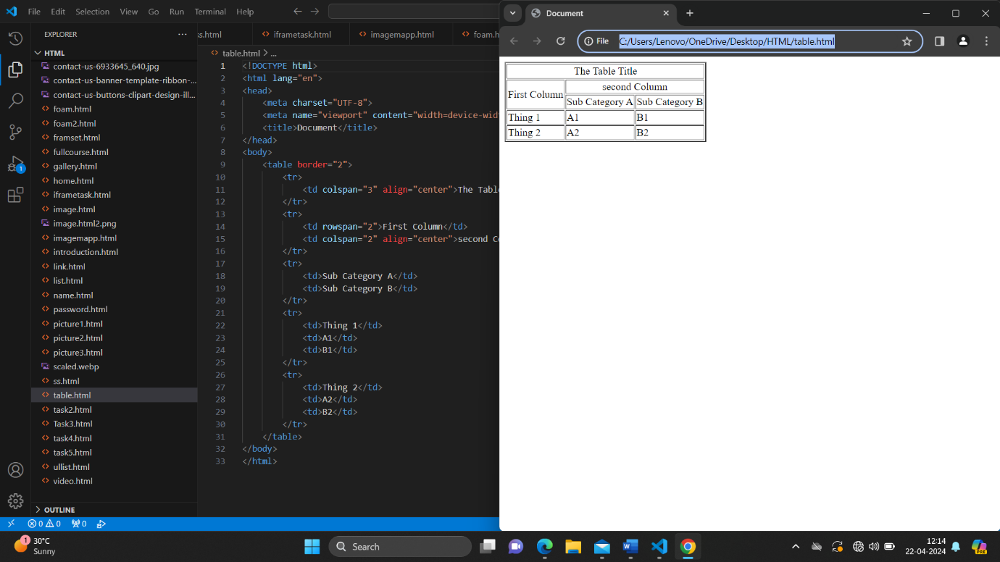 File Edit Selection View Go Run Terminal Help
EXPLORER
HTML
contact-us-6933645_640.jpg
contact-us-banner-template-ribbon-...
contact-us-buttons-clipart-design-ill...
foam.html
foam2.html
framset.html
fullcourse.html
gallery.html
home.html
iframetask.html
image.html
image.html2.png
imagemapp.html
introduction.html
link.html
list.html
name.html
password.html
picture1.html
picture2.html
picture3.html
scaled.webp
ss.html
table.html
task2.html
Task3.html
task4.html
task5.html
ullist.html
video.html
OUTLINE
1
ss.html iframetask.html imagemapp.html foam.h
table.html > ...
1 <!DOCTYPE html>
2 <html lang="en">
3 <head>
4 <meta charset="UTF-8">
5 <meta name="viewport" content="width=device-wid
6 <title>Document</title>
7 </head>
8 <body>
9 <table border="2">
10 <tr>
11 <td colspan="3" align="center">The Tabl
12 </tr>
13 <tr>
14 <td rowspan="2">First Column</td>
15 <td colspan="2" align="center">second C
16 </tr>
17 <tr>
18 <td>Sub Category A</td>
19 <td>Sub Category B</td>
20 </tr>
21 <tr>
22 <td>Thing 1</td>
23 <td>A1</td>
24 <td>B1</td>
25 </tr>
26 <tr>
27 <td>Thing 2</td>
28 <td>A2</td>
29 <td>B2</td>
30 </tr>
31 </table>
32 </body>
33 </html>
0 0 0
Document
File C:/Users/Lenovo/OneDrive/Desktop/HTML/table.html
The Table Title
First Column second Column
Sub Category A Sub Category B
Thing 1 A1 B1
Thing 2 A2 B2
1 30°C
Sunny
Search
12:14
22-04-2024
PRE